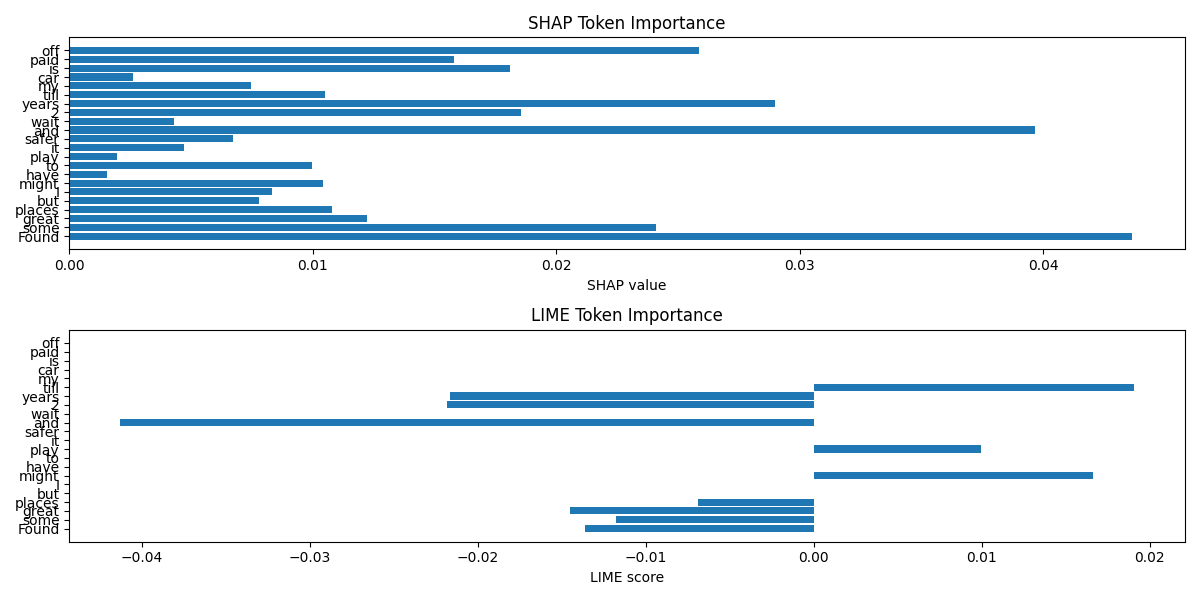 SHAP Token Importance
off
paid
is
car
my
till
years
2
wait
and
safer
it
play
to
have
might
I
but
places
great
some
Found
0.00 0.01 0.02 0.03 0.04
SHAP value
LIME Token Importance
off
paid
is
car
my
till
years
2
wait
and
safer
it
play
to
have
might
I
but
places
great
some
Found
−0.04 −0.03 −0.02 −0.01 0.00 0.01 0.02
LIME score